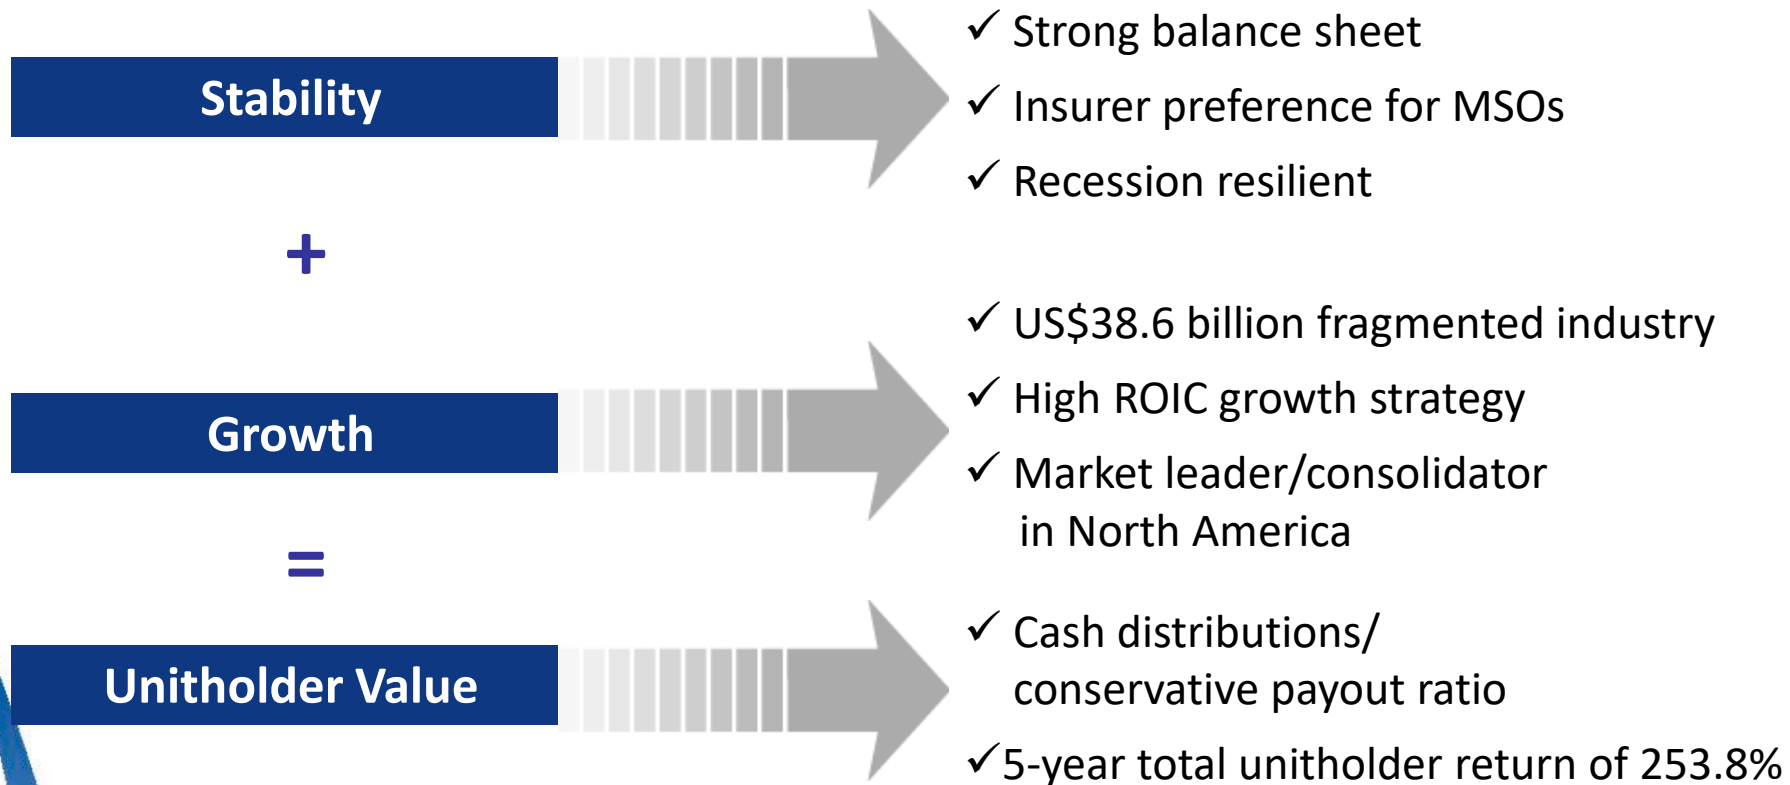 Stability
✓ Strong balance sheet
✓ Insurer preference for MSOs
✓ Recession resilient
+
Growth
✓ US$38.6 billion fragmented industry
✓ High ROIC growth strategy
✓ Market leader/consolidator
in North America
=
Unitholder Value
✓ Cash distributions/
conservative payout ratio
✓5-year total unitholder return of 253.8%